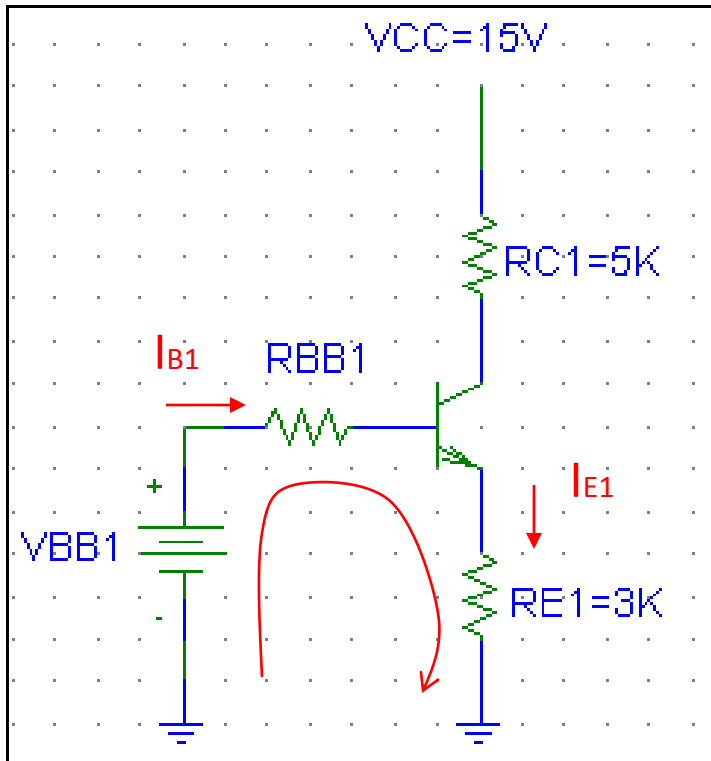 VCC=15V
RC1=5K
IB1
RBB1
IE1
+
VBB1
RE1=3K
-